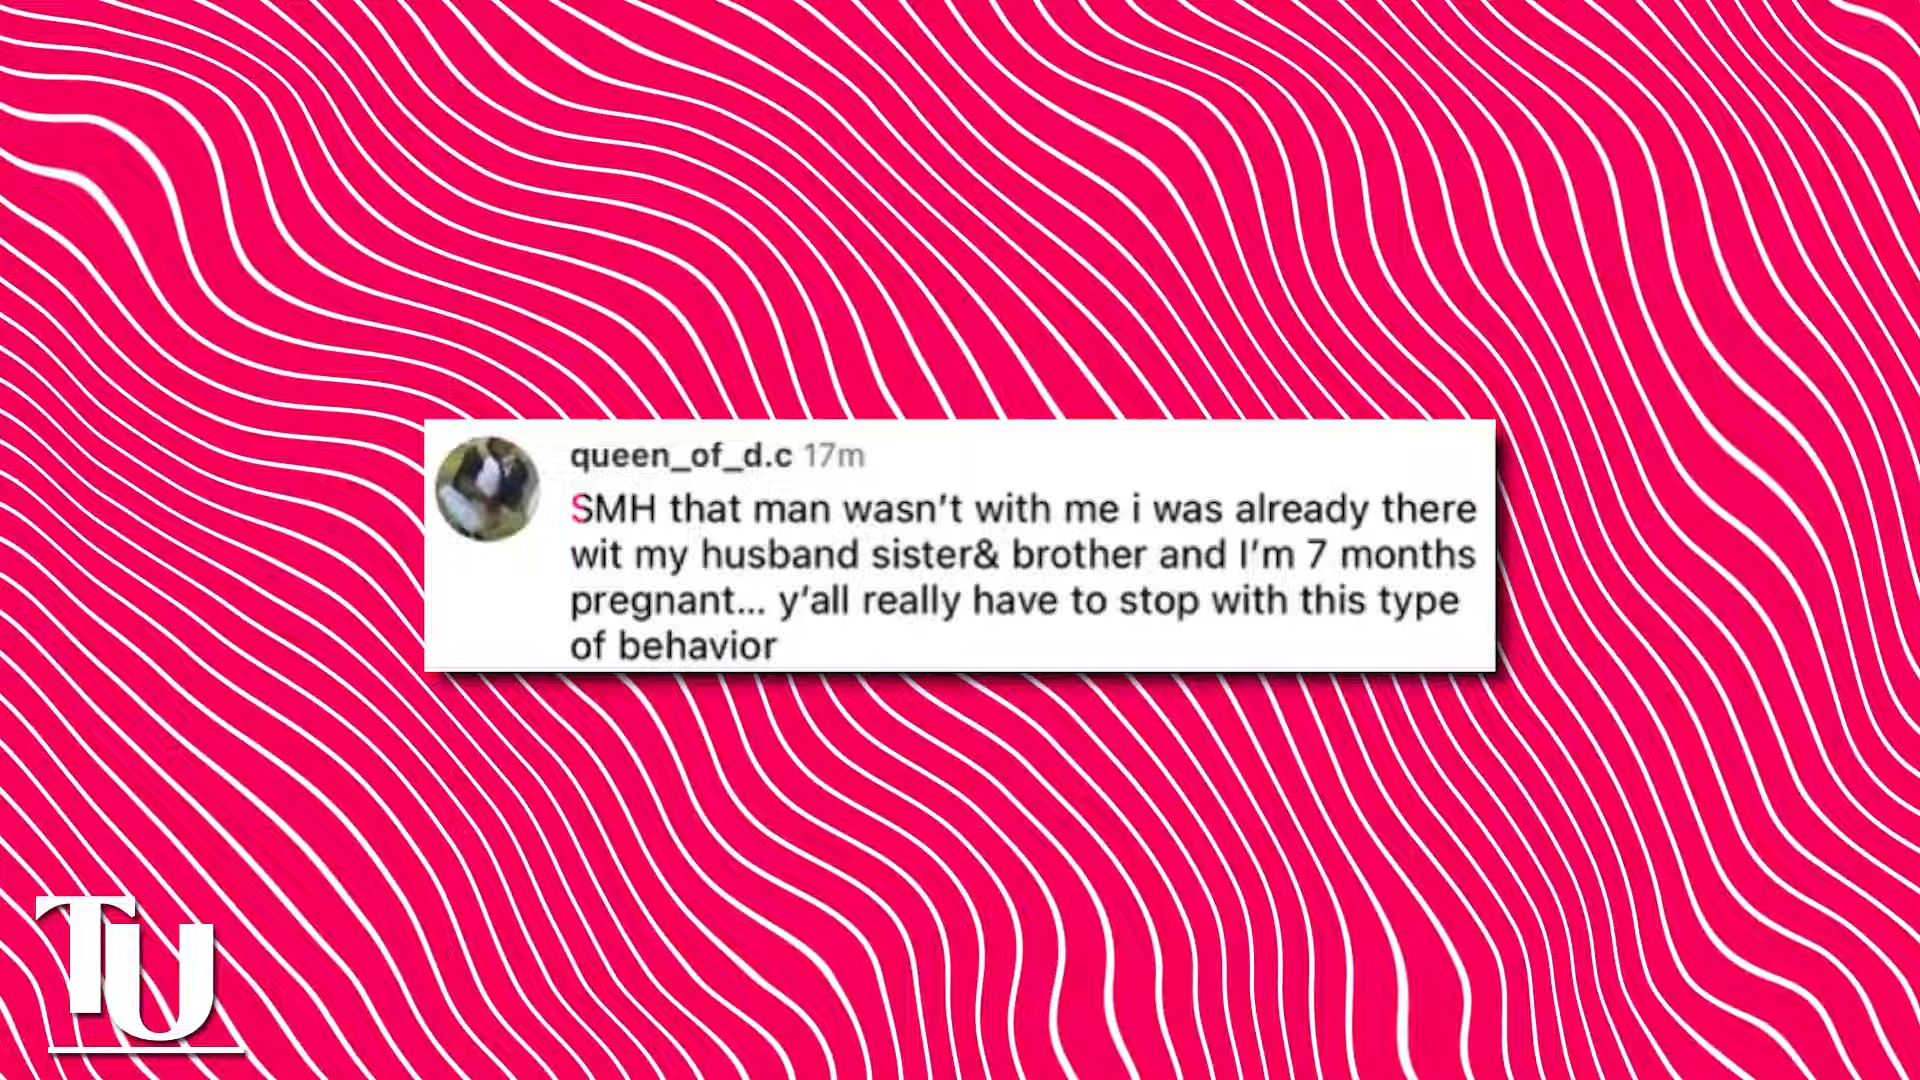 queen_of_d.c 17m
SMH that man wasn't with me i was already there
wit my husband sister& brother and I'm 7 months
pregnant... y'all really have to stop with this type
of behavior
TU